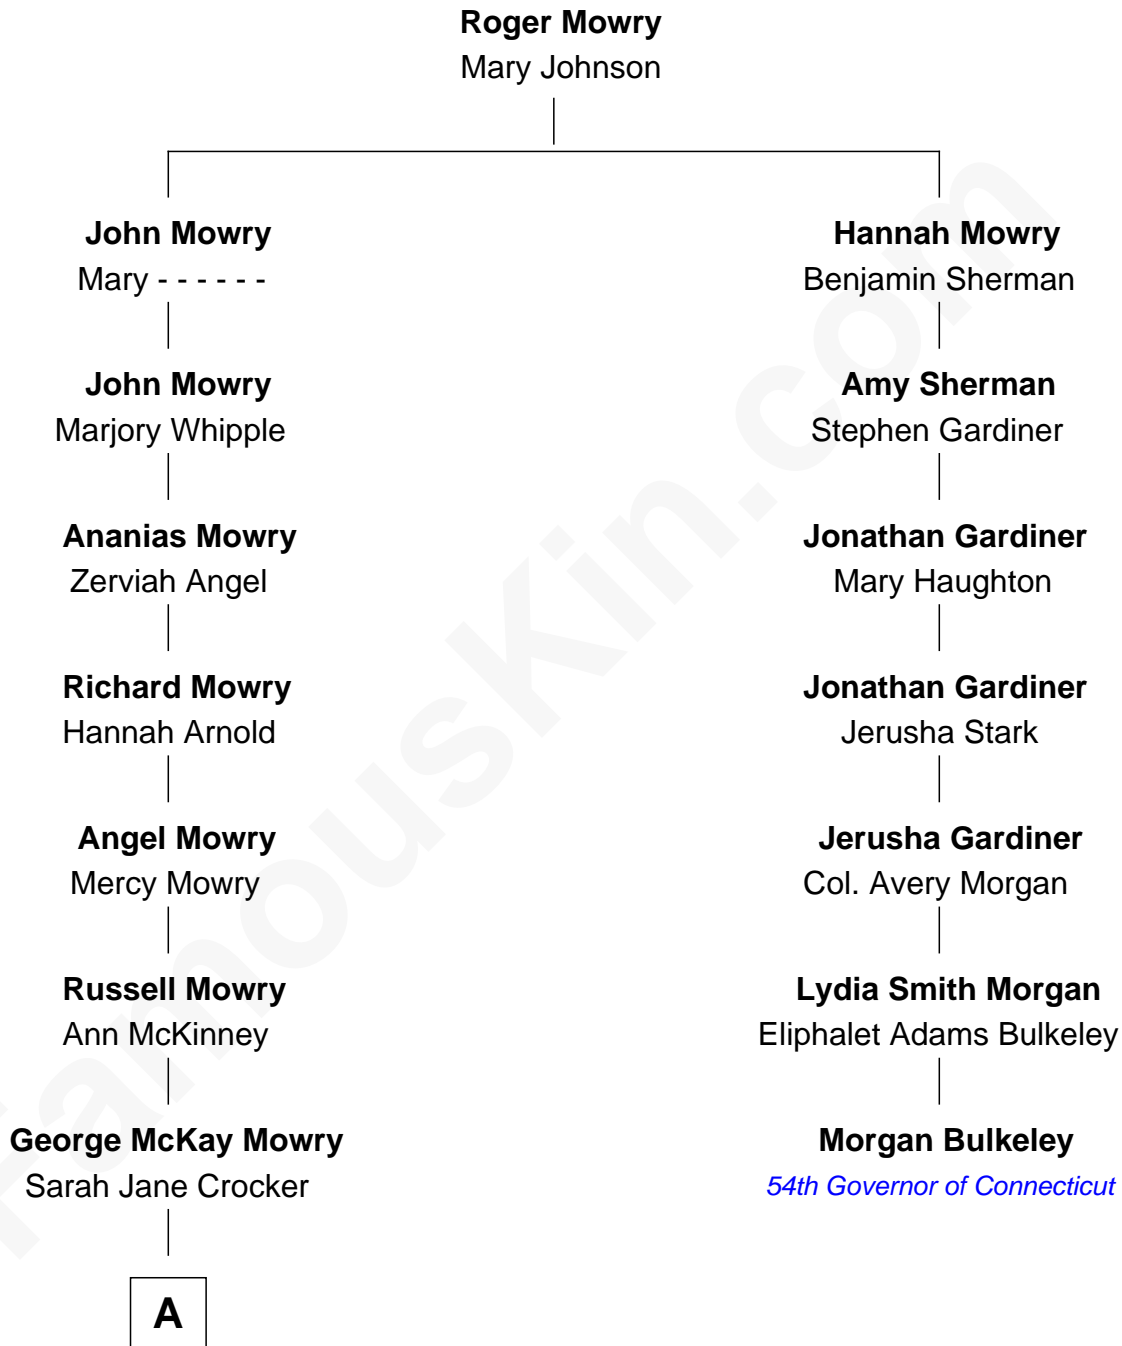 Roger Mowry
Mary Johnson
John Mowry
Mary - - - - - -
Hannah Mowry
Benjamin Sherman
John Mowry
Marjory Whipple
Amy Sherman
Stephen Gardiner
Ananias Mowry
Zerviah Angel
Jonathan Gardiner
Mary Haughton
Richard Mowry
Hannah Arnold
Jonathan Gardiner
Jerusha Stark
Angel Mowry
Mercy Mowry
Jerusha Gardiner
Col. Avery Morgan
Russell Mowry
Ann McKinney
Lydia Smith Morgan
Eliphalet Adams Bulkeley
George McKay Mowry
Sarah Jane Crocker
Morgan Bulkeley
54th Governor of Connecticut
A
FamousKin.com